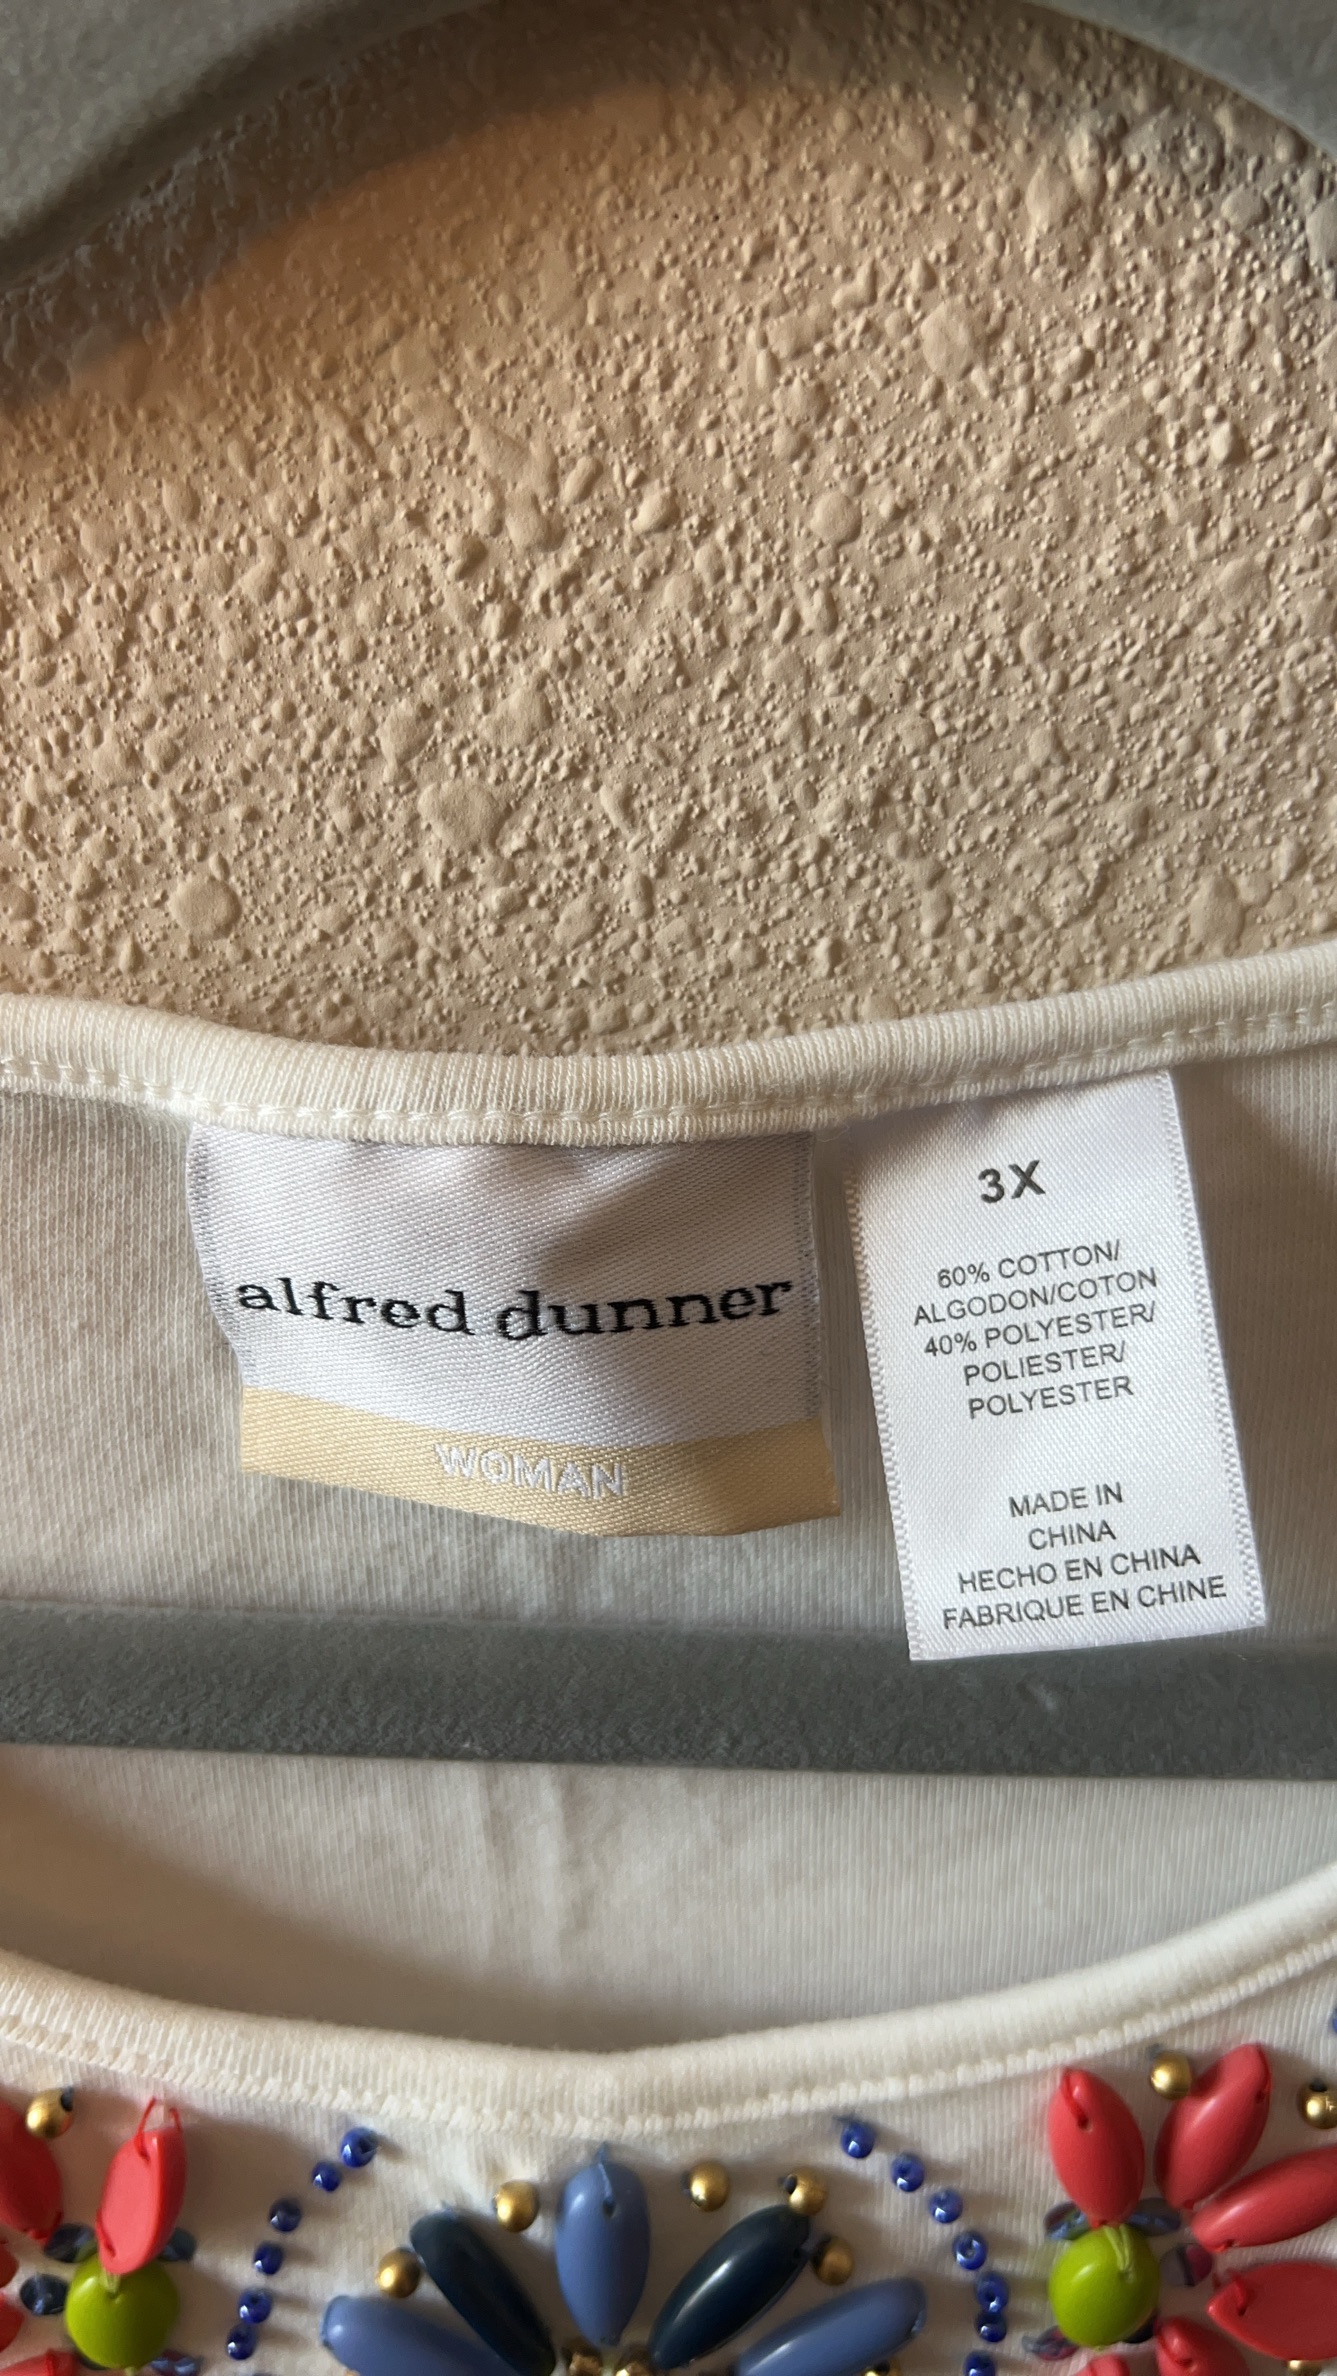 alfred dunner
WOMAN
3X
60% COTTON/
ALGODON/COTON
40% POLYESTER/
POLIESTER/
POLYESTER
MADE IN
CHINA
HECHO EN CHINA
FABRIQUE EN CHINE